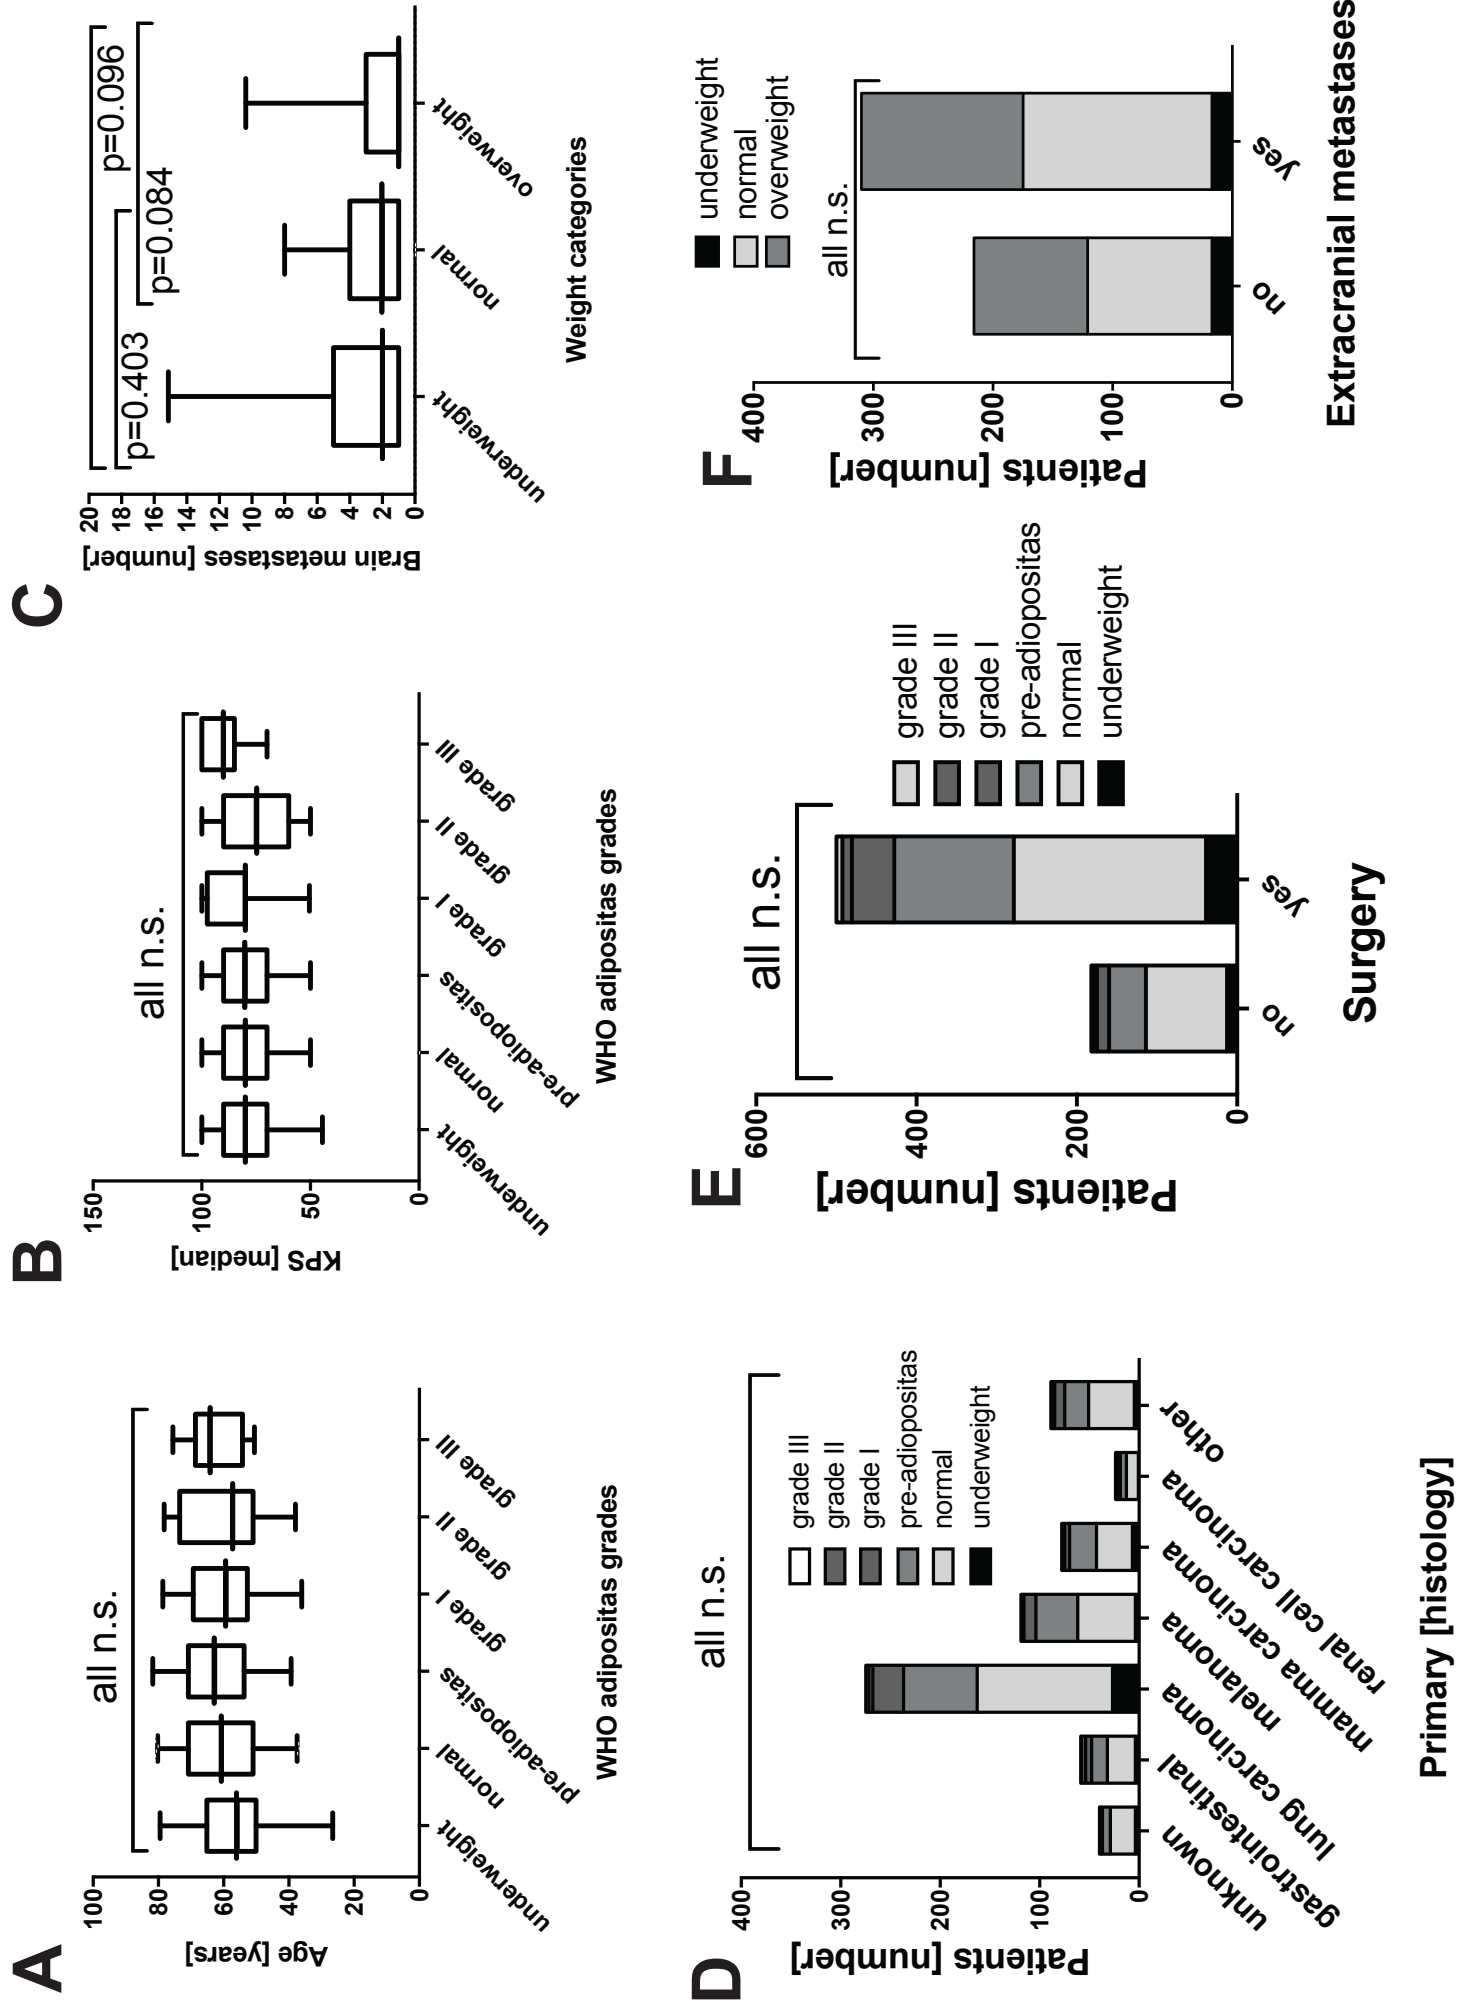 A
Age [years]
100
80
60
40
20
0
all n.s.
underweight
normal
pre-adiopositas
grade I
grade II
grade III
WHO adipositas grades
B
KPS [median]
150
100
50
0
all n.s.
underweight
normal
pre-adiopositas
grade I
grade II
grade III
WHO adipositas grades
C
Brain metastases [number]
20
18
16
14
12
10
8
6
4
2
0
p=0.096
p=0.403
p=0.084
underweight
normal
overweight
Weight categories
D
Patients [number]
400
300
200
100
0
all n.s.
grade III
grade II
grade I
pre-adiopositas
normal
underweight
unknown
gastrointestinal
lung carcinoma
melanoma
mamma carcinoma
renal cell carcinoma
other
Primary [histology]
E
Patients [number]
600
400
200
0
all n.s.
grade III
grade II
grade I
pre-adiopositas
normal
underweight
no
yes
Surgery
F
Patients [number]
400
300
200
100
0
underweight
normal
overweight
all n.s.
no
yes
Extracranial metastases